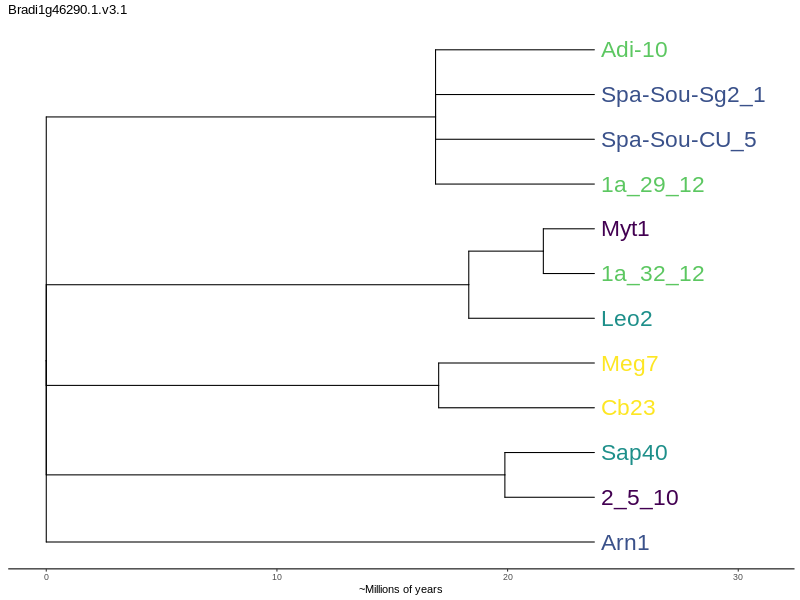 Bradi1g46290.1.v3.1
Adi-10
Spa-Sou-Sg2_1
Spa-Sou-CU_5
1a_29_12
Myt1
1a_32_12
Leo2
Meg7
Cb23
Sap40
2_5_10
Arn1
0 10 20 30
~Millions of years